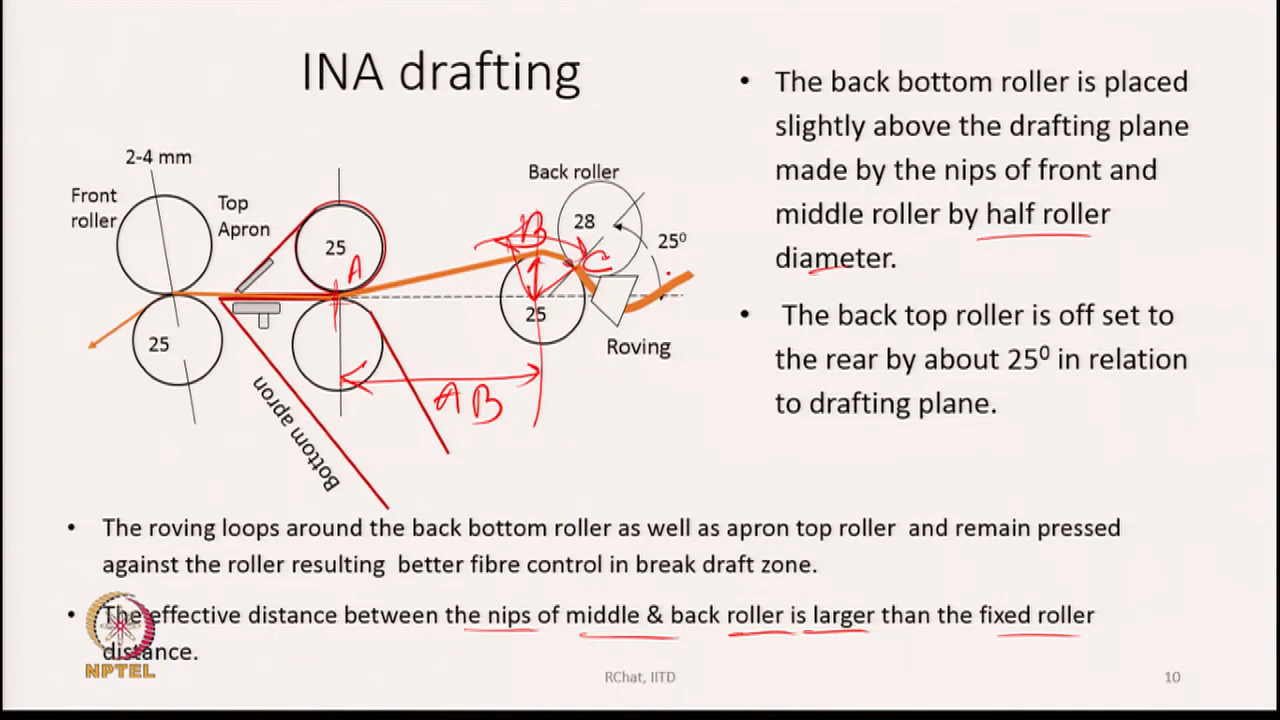 INA drafting
2-4 mm
Front
roller
Top
Apron
25
A
25
Back roller
28
B
C
25⁰
25
Roving
A B
Bottom apron
• The back bottom roller is placed
slightly above the drafting plane
made by the nips of front and
middle roller by half roller
diameter.
• The back top roller is off set to
the rear by about 25⁰ in relation
to drafting plane.
• The roving loops around the back bottom roller as well as apron top roller and remain pressed
against the roller resulting better fibre control in break draft zone.
• The effective distance between the nips of middle & back roller is larger than the fixed roller
distance.
NPTEL
RChat, IITD
10